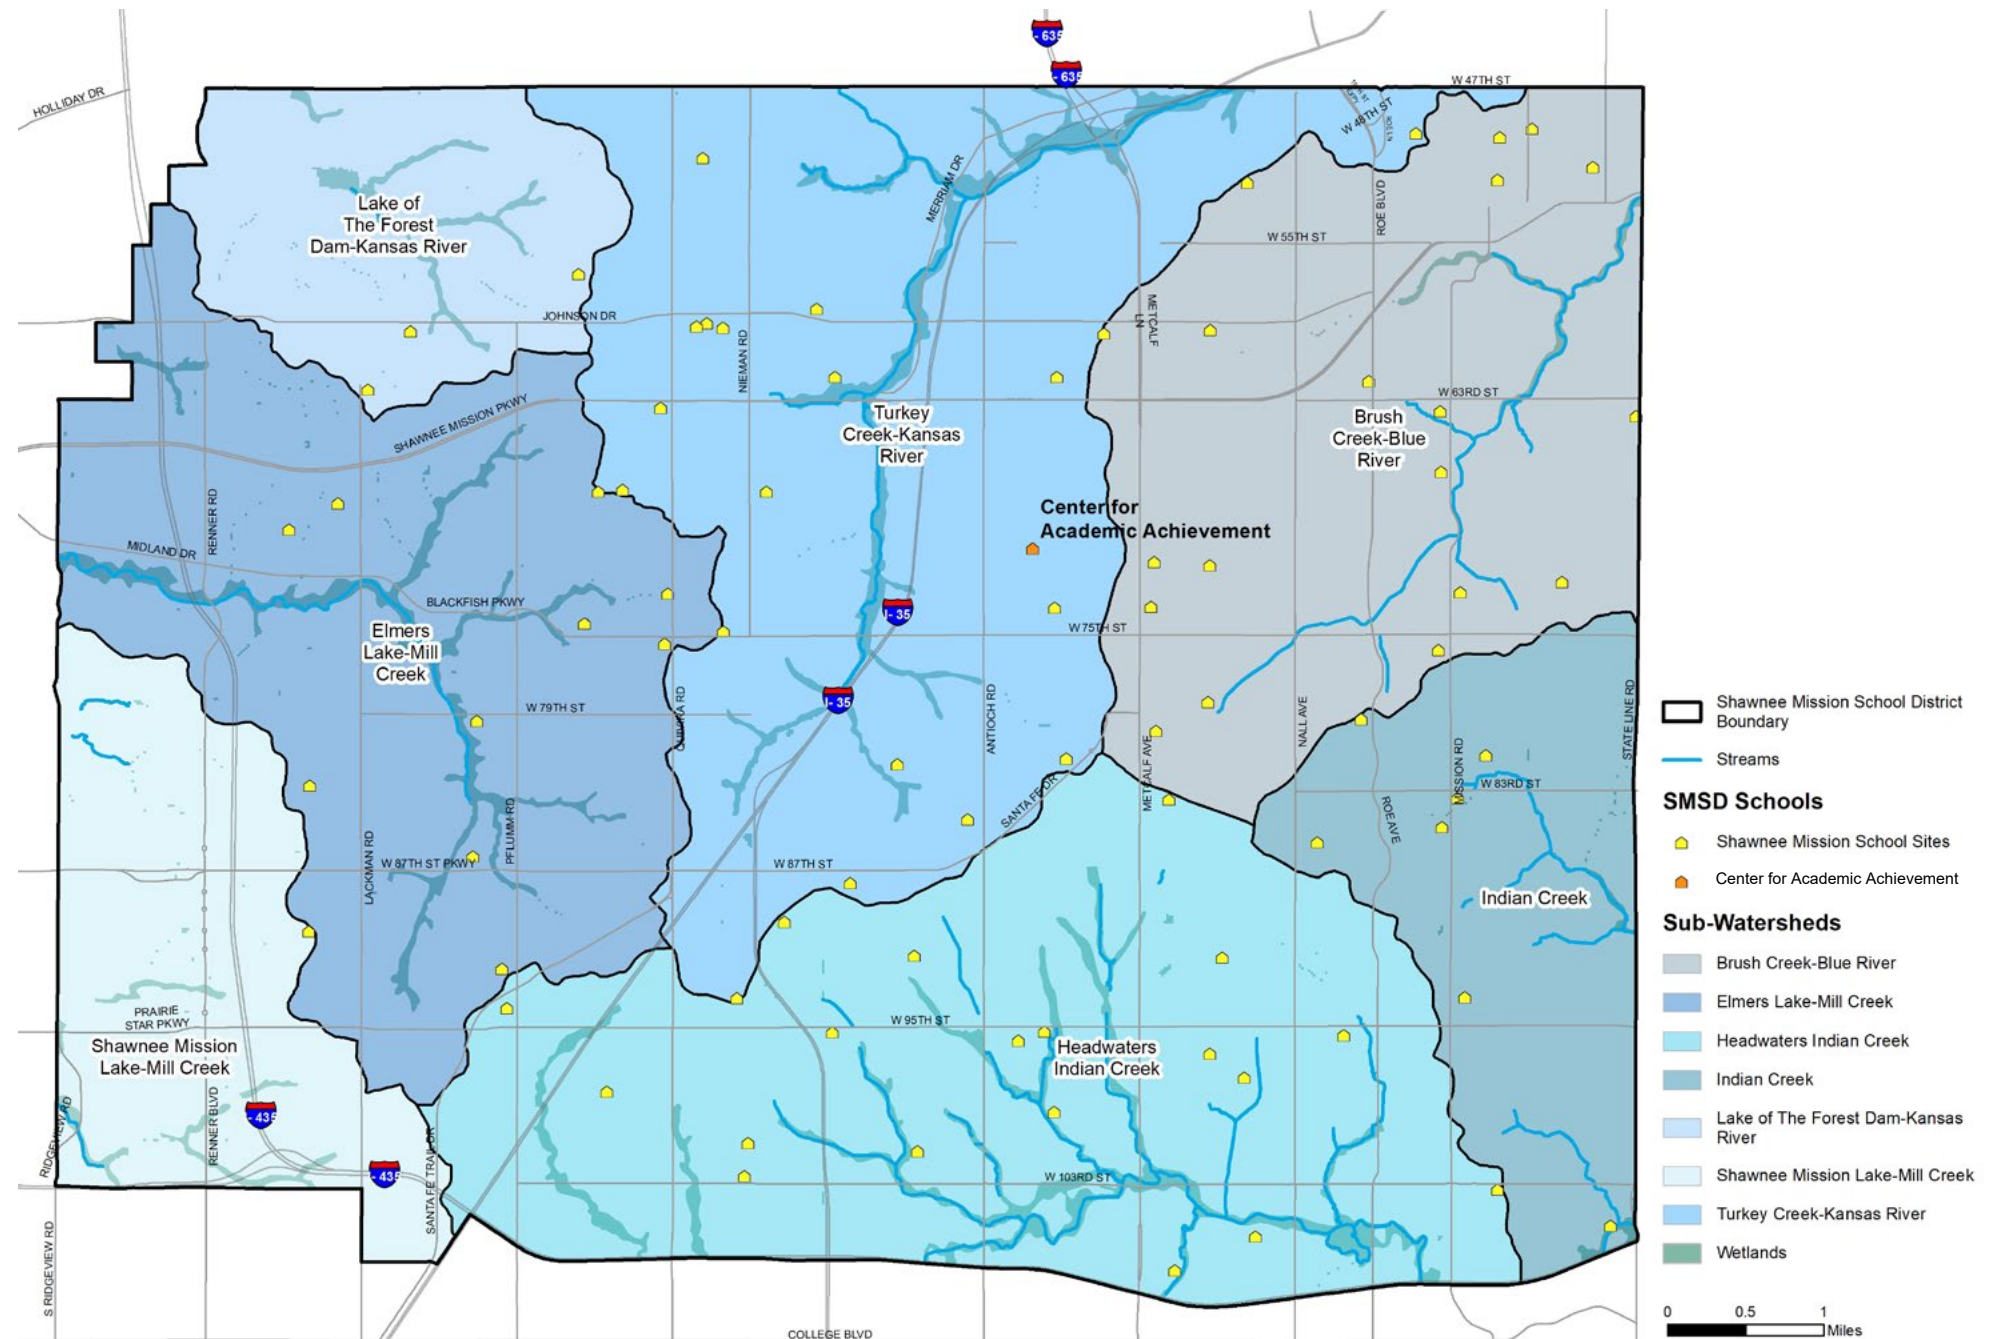 - 635
- 635
W 47TH ST
HOLLIDAY DR
W 48TH ST
MERRIAM DR
ROE BLVD
Lake of
The Forest
Dam-Kansas River
W 55TH ST
JOHNSON DR
METCALF
LN
NIEMAN RD
W 63RD ST
SHAWNEE MISSION PKWY
Turkey
Creek-Kansas
River
Brush
Creek-Blue
River
RENNER RD
Center for
Academic Achievement
MIDLAND DR
BLACKFISH PKWY
I- 35
W 75TH ST
Elmers
Lake-Mill
Creek
I- 35
W 79TH ST
QUIVIRA RD
ANTIOCH RD
NALL AVE
STATE LINE RD
METCALF AVE
MISSION RD
W 83RD ST
SANTA FE DR
ROE AVE
PFLUMM RD
LACKMAN RD
W 87TH ST PKWY
W 87TH ST
Indian Creek
PRAIRIE
STAR PKWY
W 95TH ST
Shawnee Mission
Lake-Mill Creek
Headwaters
Indian Creek
RIDGEVIEW RD
RENNER BLVD
- 435
- 435
SANTA FE TRAIL DR
W 103RD ST
S RIDGEVIEW RD
COLLEGE BLVD
Shawnee Mission School District
Boundary
Streams
SMSD Schools
Shawnee Mission School Sites
Center for Academic Achievement
Sub-Watersheds
Brush Creek-Blue River
Elmers Lake-Mill Creek
Headwaters Indian Creek
Indian Creek
Lake of The Forest Dam-Kansas
River
Shawnee Mission Lake-Mill Creek
Turkey Creek-Kansas River
Wetlands
0 0.5 1
Miles